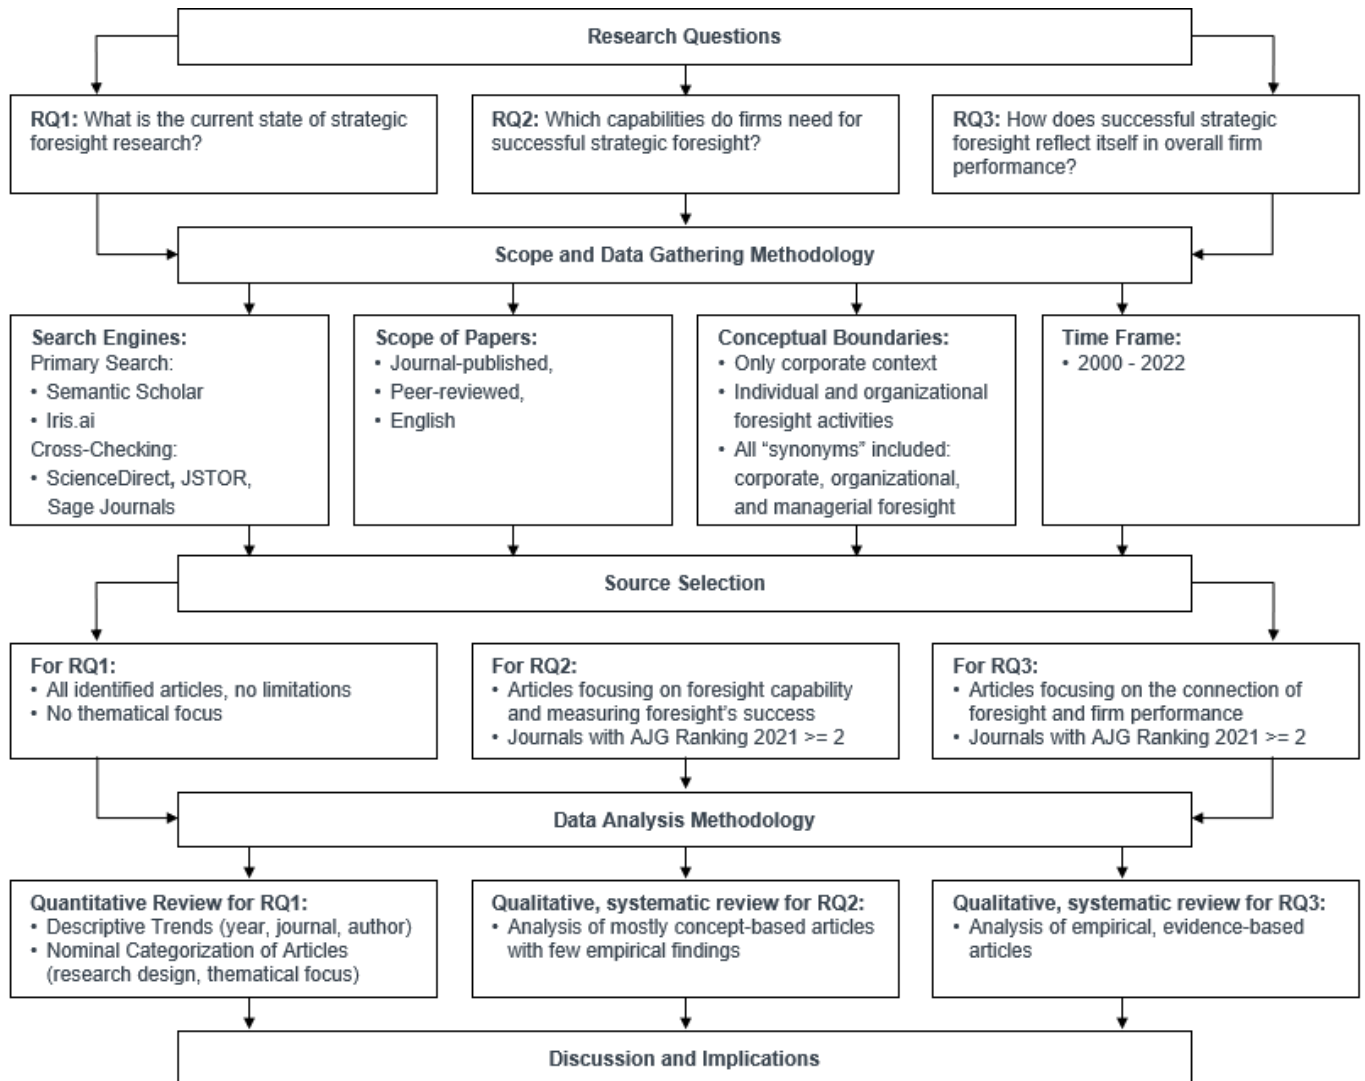 Research Questions
RQ1: What is the current state of strategic
foresight research?
RQ2: Which capabilities do firms need for
successful strategic foresight?
RQ3: How does successful strategic
foresight reflect itself in overall firm
performance?
Scope and Data Gathering Methodology
Search Engines:
Primary Search:
• Semantic Scholar
• Iris.ai
Cross-Checking:
• ScienceDirect, JSTOR,
Sage Journals
Scope of Papers:
• Journal-published,
• Peer-reviewed,
• English
Conceptual Boundaries:
• Only corporate context
• Individual and organizational
foresight activities
• All “synonyms” included:
corporate, organizational,
and managerial foresight
Time Frame:
• 2000 - 2022
Source Selection
For RQ1:
• All identified articles, no limitations
• No thematical focus
For RQ2:
• Articles focusing on foresight capability
and measuring foresight’s success
• Journals with AJG Ranking 2021 >= 2
For RQ3:
• Articles focusing on the connection of
foresight and firm performance
• Journals with AJG Ranking 2021 >= 2
Data Analysis Methodology
Quantitative Review for RQ1:
• Descriptive Trends (year, journal, author)
• Nominal Categorization of Articles
(research design, thematical focus)
Qualitative, systematic review for RQ2:
• Analysis of mostly concept-based articles
with few empirical findings
Qualitative, systematic review for RQ3:
• Analysis of empirical, evidence-based
articles
Discussion and Implications